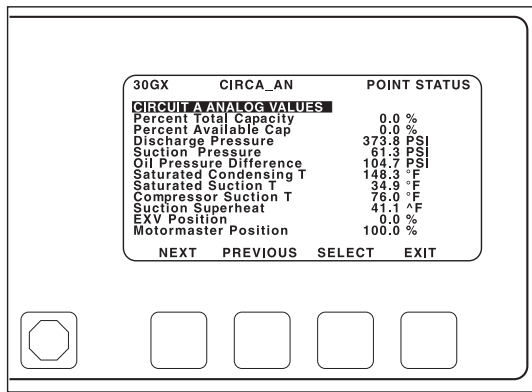 30GX CIRCA_AN POINT STATUS
CIRCUIT A ANALOG VALUES
Percent Total Capacity 0.0 %
Percent Available Cap 0.0 %
Discharge Pressure 373.8 PSI
Suction Pressure 61.3 PSI
Oil Pressure Difference 104.7 PSI
Saturated Condensing T 148.3 °F
Saturated Suction T 34.9 °F
Compressor Suction T 76.0 °F
Suction Superheat 41.1 ^F
EXV Position 0.0 %
Motormaster Position 100.0 %
NEXT PREVIOUS SELECT EXIT